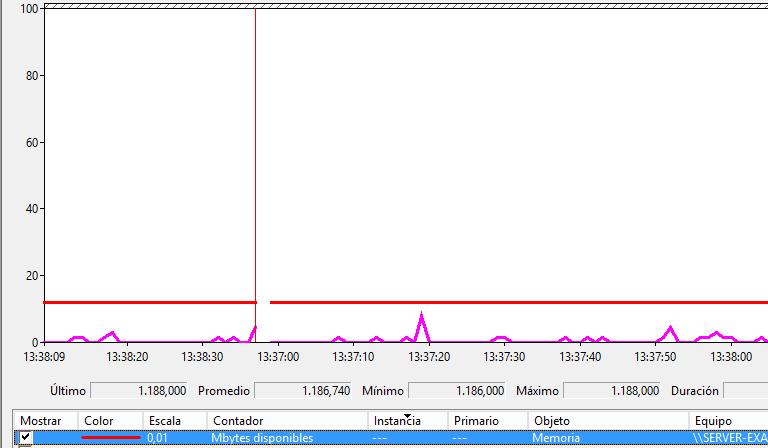 100
80
60
40
20
0
13:38:09 13:38:20 13:38:30 13:37:00 13:37:10 13:37:20 13:37:30 13:37:40 13:37:50 13:38:00
Último 1.188,000 Promedio 1.186,740 Mínimo 1.186,000 Máximo 1.188,000 Duración
Mostrar Color Escala Contador Instancia Primario Objeto Equipo
0,01 Mbytes disponibles --- --- Memoria \\SERVER-EXA